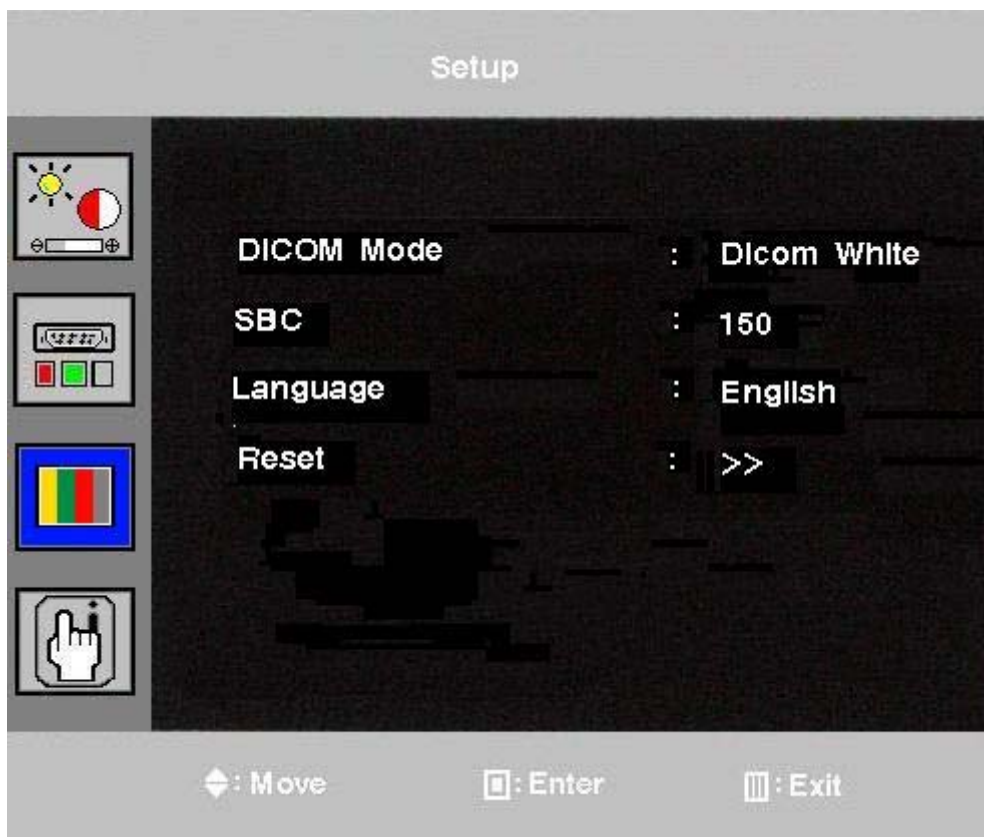 Setup
DICOM Mode : Dicom White
SBC : 150
Language : English
Reset : >>
: Move : Enter : Exit